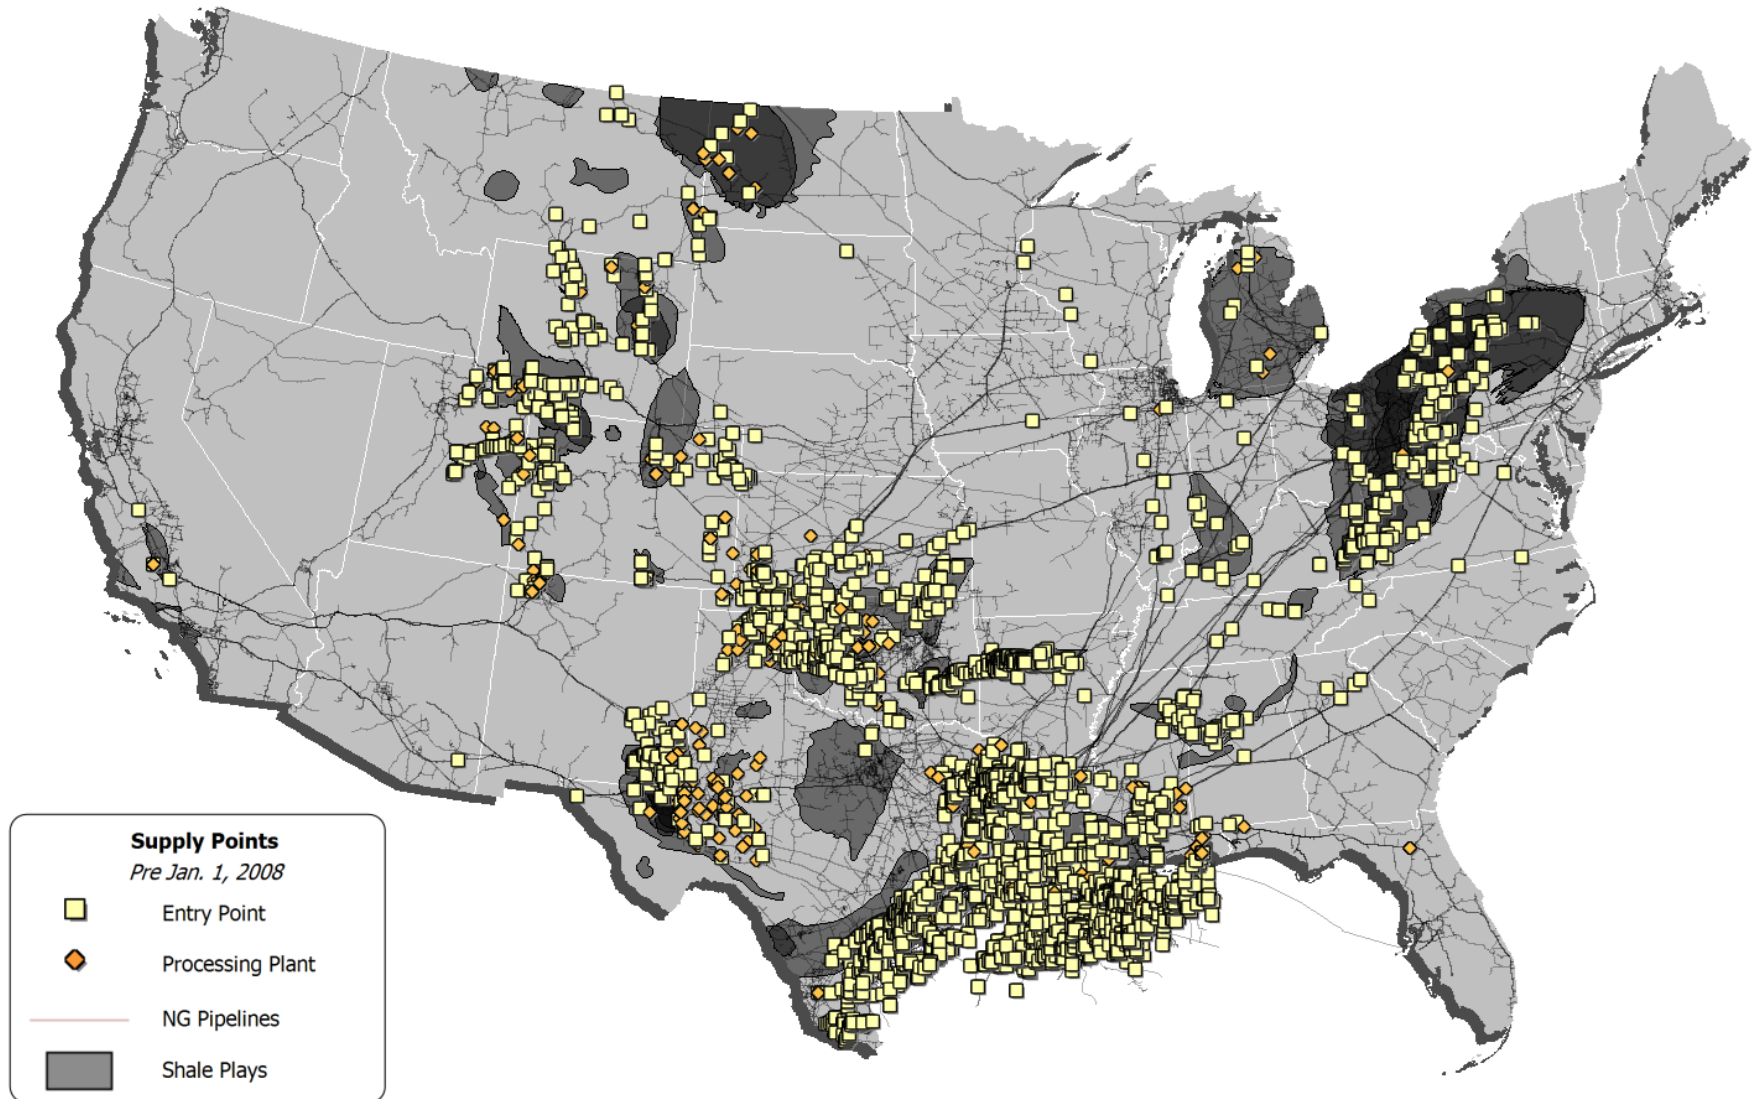 Supply Points
Pre Jan. 1, 2008
Entry Point
Processing Plant
NG Pipelines
Shale Plays